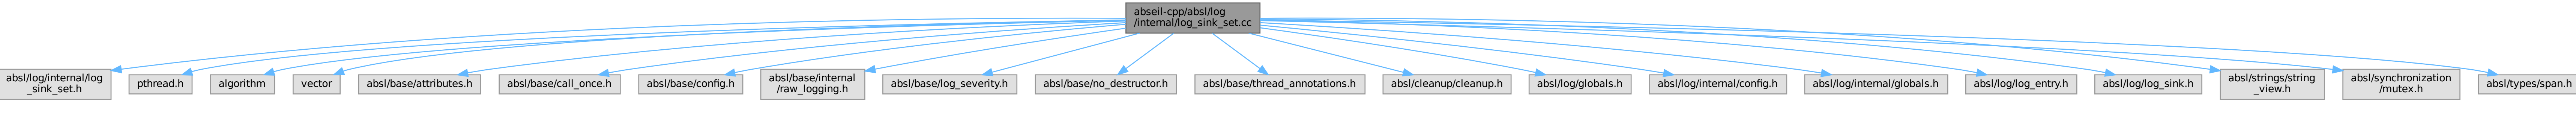 abseil-cpp/absl/log
/internal/log_sink_set.cc
absl/log/internal/log
_sink_set.h
pthread.h
algorithm
vector
absl/base/attributes.h
absl/base/call_once.h
absl/base/config.h
absl/base/internal
/raw_logging.h
absl/base/log_severity.h
absl/base/no_destructor.h
absl/base/thread_annotations.h
absl/cleanup/cleanup.h
absl/log/globals.h
absl/log/internal/config.h
absl/log/internal/globals.h
absl/log/log_entry.h
absl/log/log_sink.h
absl/strings/string
_view.h
absl/synchronization
/mutex.h
absl/types/span.h